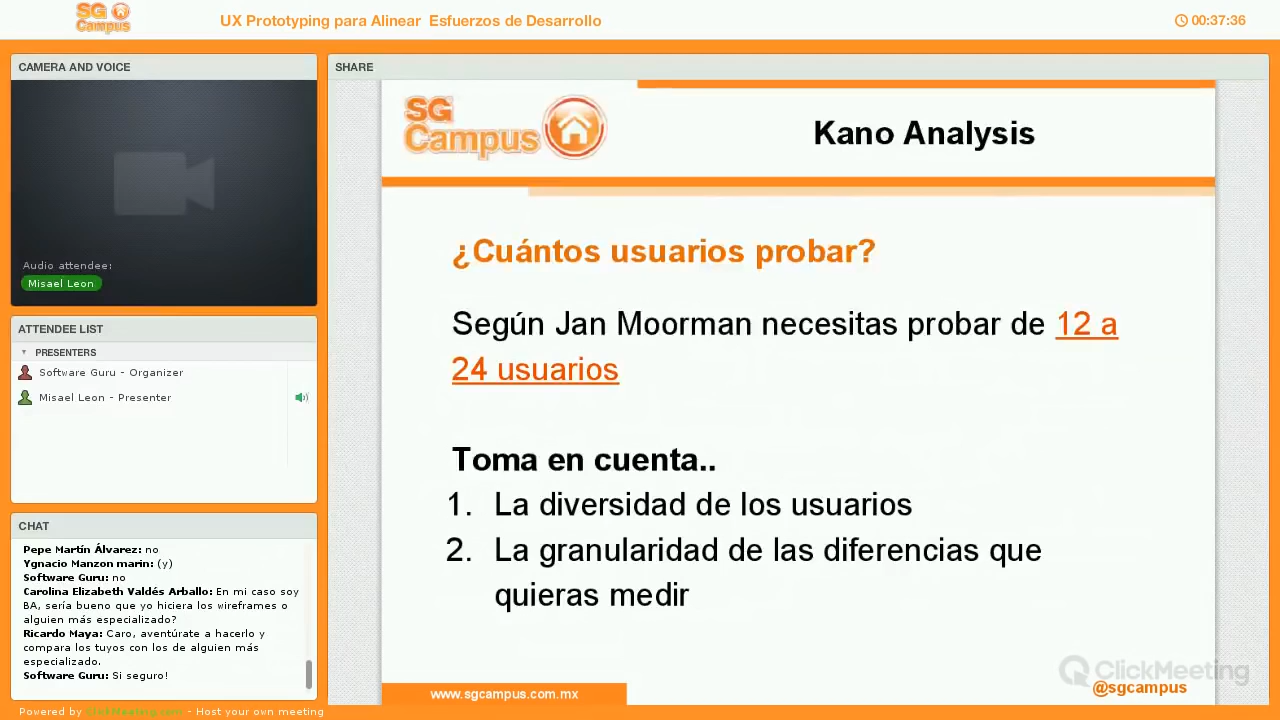 SG
Campus
UX Prototyping para Alinear  Esfuerzos de Desarrollo
00:37:36
CAMERA AND VOICE
Audio attendee:
Misael Leon
ATTENDEE LIST
PRESENTERS
Software Guru - Organizer
Misael Leon - Presenter
CHAT
Pepe Martín Álvarez: no
Ygnacio Manzon marin: (y)
Software Guru: no
Carolina Elizabeth Valdés Arballo: En mi caso soy
BA, sería bueno que yo hiciera los wireframes o
alguien más especializado?
Ricardo Maya: Caro, aventúrate a hacerlo y
compara los tuyos con los de alguien más
especializado.
Software Guru: Si seguro!
Powered by ClickMeeting.com - Host your own meeting
SHARE
SG
Campus
Kano Analysis
¿Cuántos usuarios probar?
Según Jan Moorman necesitas probar de 12 a
24 usuarios
Toma en cuenta..
1. La diversidad de los usuarios
2. La granularidad de las diferencias que
quieras medir
ClickMeeting
www.sgcampus.com.mx
@sgcampus